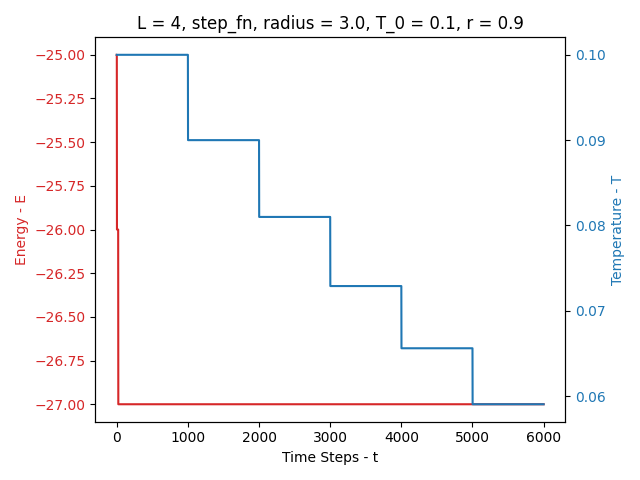 L = 4, step_fn, radius = 3.0, T_0 = 0.1, r = 0.9
−25.00
−25.25
−25.50
−25.75
−26.00
−26.25
−26.50
−26.75
−27.00
Energy - E
0.10
0.09
0.08
0.07
0.06
Temperature - T
0 1000 2000 3000 4000 5000 6000
Time Steps - t